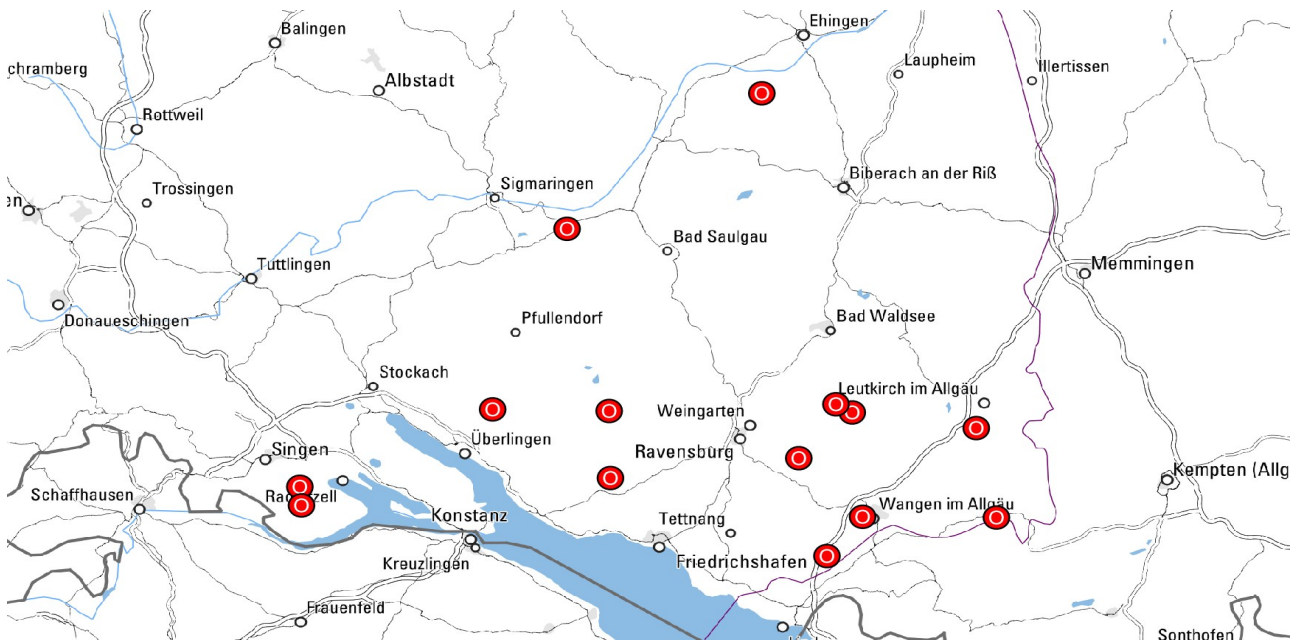 Ehingen
Balingen
Laupheim
chramberg
Albstadt
Illertissen
Rottweil
Biberach an der Riß
Trossingen
Sigmaringen
en
Bad Saulgau
Tuttlingen
Memmingen
Donaueschingen
Pfullendorf
Bad Waldsee
Stockach
Leutkirch im Allgäu
Weingarten
Überlingen
Singen
Ravensburg
Kempten (Allg
Schaffhausen
Wangen im Allgäu
Konstanz
Tettnang
Kreuzlingen
Friedrichshafen
Frauenfeld
Sonthofen
O
O
O
O
O
O
O
O
O
O
O
O
O